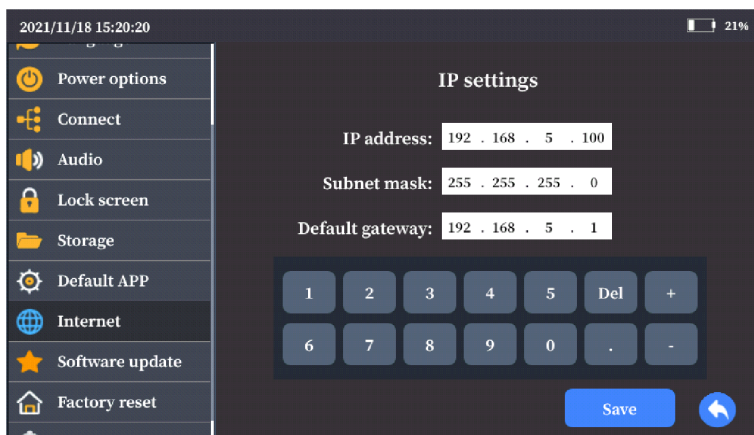 2021/11/18 15:20:20
21%
Power options
Connect
Audio
Lock screen
Storage
Default APP
Internet
Software update
Factory reset
IP settings
IP address: 192 . 168 . 5 . 100
Subnet mask: 255 . 255 . 255 . 0
Default gateway: 192 . 168 . 5 . 1
1 2 3 4 5 Del +
6 7 8 9 0 . -
Save